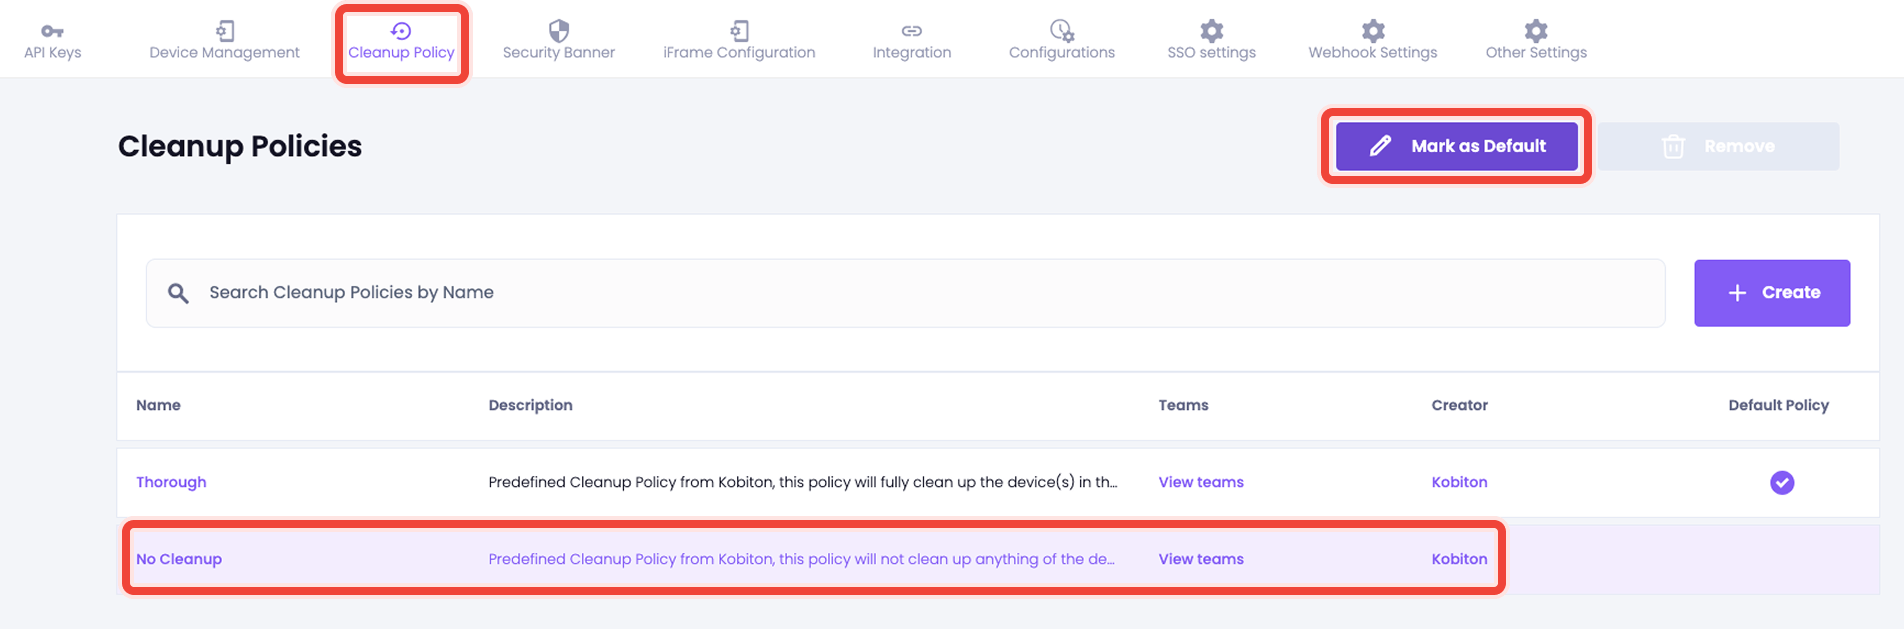 API Keys
Device Management
Cleanup Policy
Security Banner
iFrame Configuration
Integration
Configurations
SSO settings
Webhook Settings
Other Settings
Cleanup Policies
Mark as Default
Remove
Search Cleanup Policies by Name
Create
Name Description Teams Creator Default Policy
Thorough Predefined Cleanup Policy from Kobiton, this policy will fully clean up the device(s) in th... View teams Kobiton
No Cleanup Predefined Cleanup Policy from Kobiton, this policy will not clean up anything of the de... View teams Kobiton